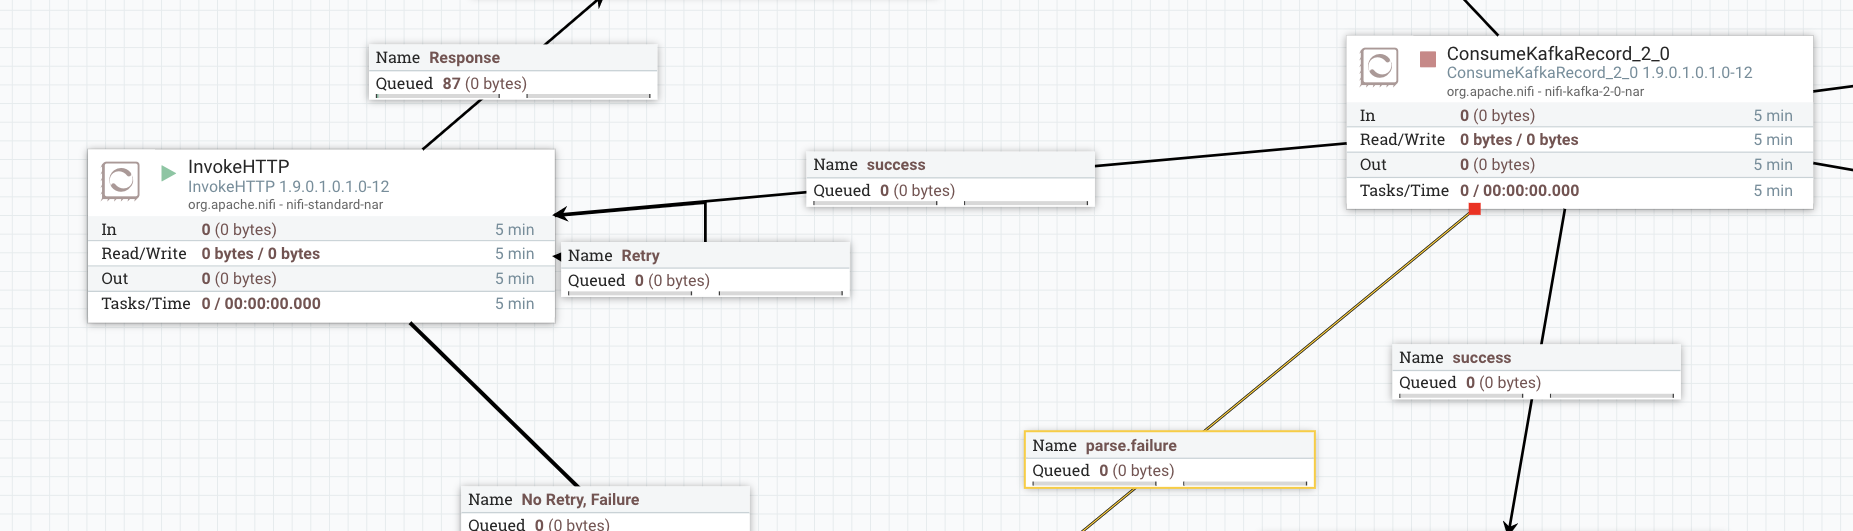 Name Response
Queued 87 (0 bytes)
InvokeHTTP
InvokeHTTP 1.9.0.1.0.1.0-12
org.apache.nifi - nifi-standard-nar
In 0 (0 bytes) 5 min
Read/Write 0 bytes / 0 bytes 5 min
Out 0 (0 bytes) 5 min
Tasks/Time 0 / 00:00:00.000 5 min
Name success
Queued 0 (0 bytes)
Name Retry
Queued 0 (0 bytes)
Name No Retry, Failure
Queued 0 (0 bytes)
ConsumeKafkaRecord_2_0
ConsumeKafkaRecord_2_0 1.9.0.1.0.1.0-12
org.apache.nifi - nifi-kafka-2-0-nar
In 0 (0 bytes) 5 min
Read/Write 0 bytes / 0 bytes 5 min
Out 0 (0 bytes) 5 min
Tasks/Time 0 / 00:00:00.000 5 min
Name success
Queued 0 (0 bytes)
Name parse.failure
Queued 0 (0 bytes)